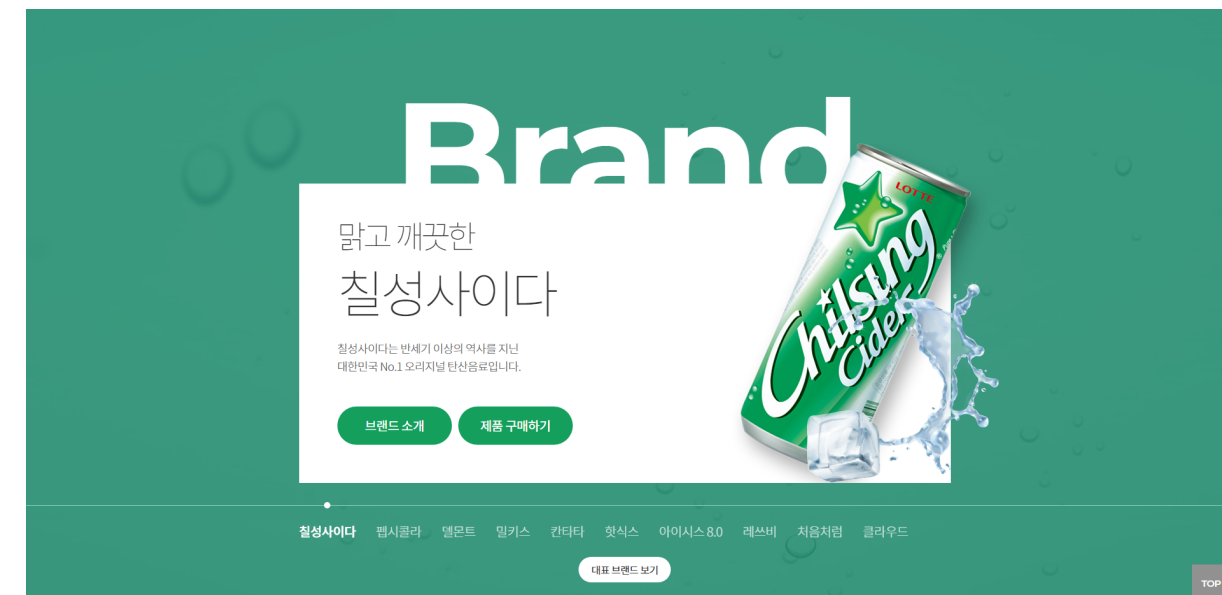 Brand
맑고 깨끗한
칠성사이다
칠성사이다는 반세기 이상의 역사를 지닌
대한민국 No.1 오리지널 탄산음료입니다.
브랜드 소개 제품 구매하기
LOTTE
Chilsung
Cider
칠성사이다 펩시콜라 델몬트 밀키스 칸타타 핫식스 아이시스 8.0 레쓰비 처음처럼 클라우드
대표 브랜드 보기
TOP